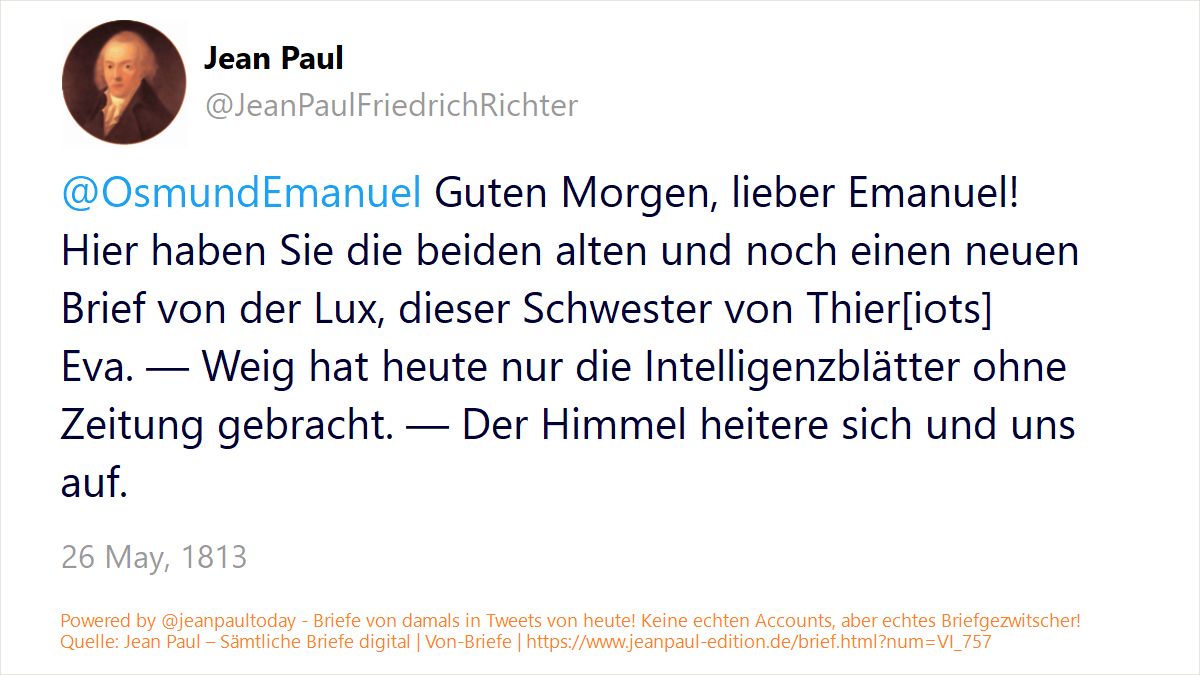 Jean Paul
@JeanPaulFriedrichRichter
@OsmundEmanuel Guten Morgen, lieber Emanuel!
Hier haben Sie die beiden alten und noch einen neuen
Brief von der Lux, dieser Schwester von Thier[iots]
Eva. — Weig hat heute nur die Intelligenzblätter ohne
Zeitung gebracht. — Der Himmel heitere sich und uns
auf.
26 May, 1813
Powered by @jeanpaultoday - Briefe von damals in Tweets von heute! Keine echten Accounts, aber echtes Briefgezwitscher!
Quelle: Jean Paul – Sämtliche Briefe digital | Von-Briefe | https://www.jeanpaul-edition.de/brief.html?num=VI_757